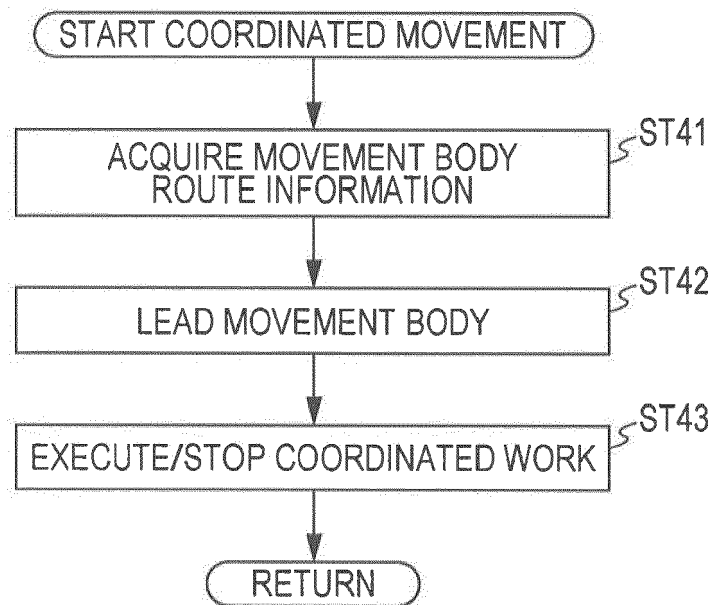 START COORDINATED MOVEMENT
ST41
ACQUIRE MOVEMENT BODY
ROUTE INFORMATION
ST42
LEAD MOVEMENT BODY
ST43
EXECUTE/STOP COORDINATED WORK
RETURN